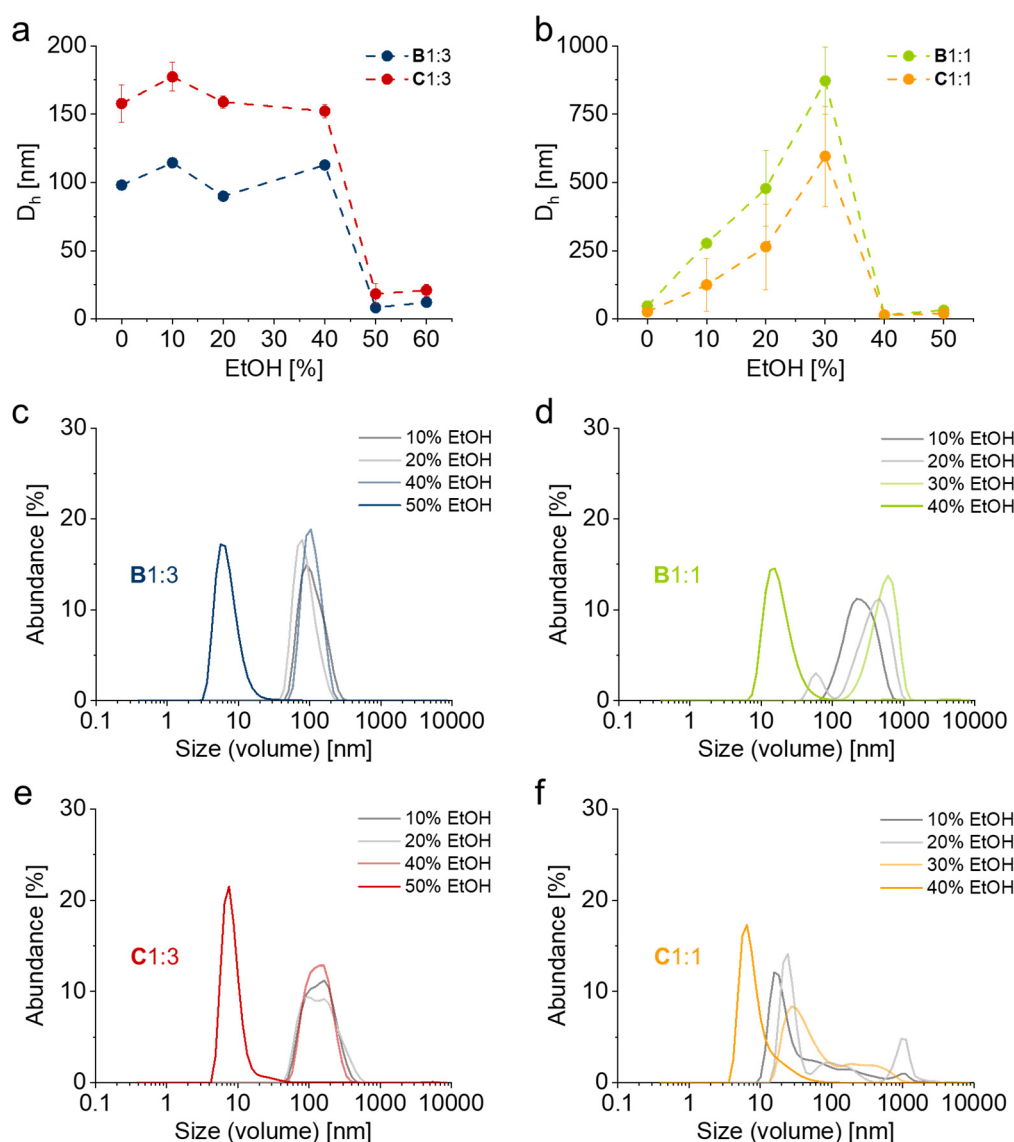 a
200
150
100
50
0
D_h [nm]
B1:3
C1:3
0 10 20 30 40 50 60
EtOH [%]
b
1000
750
500
250
0
D_h [nm]
B1:1
C1:1
0 10 20 30 40 50
EtOH [%]
c
30
20
10
0
Abundance [%]
10% EtOH
20% EtOH
40% EtOH
50% EtOH
B1:3
0.1 1 10 100 1000 10000
Size (volume) [nm]
d
30
20
10
0
Abundance [%]
10% EtOH
20% EtOH
30% EtOH
40% EtOH
B1:1
0.1 1 10 100 1000 10000
Size (volume) [nm]
e
30
20
10
0
Abundance [%]
10% EtOH
20% EtOH
40% EtOH
50% EtOH
C1:3
0.1 1 10 100 1000 10000
Size (volume) [nm]
f
30
20
10
0
Abundance [%]
10% EtOH
20% EtOH
30% EtOH
40% EtOH
C1:1
0.1 1 10 100 1000 10000
Size (volume) [nm]